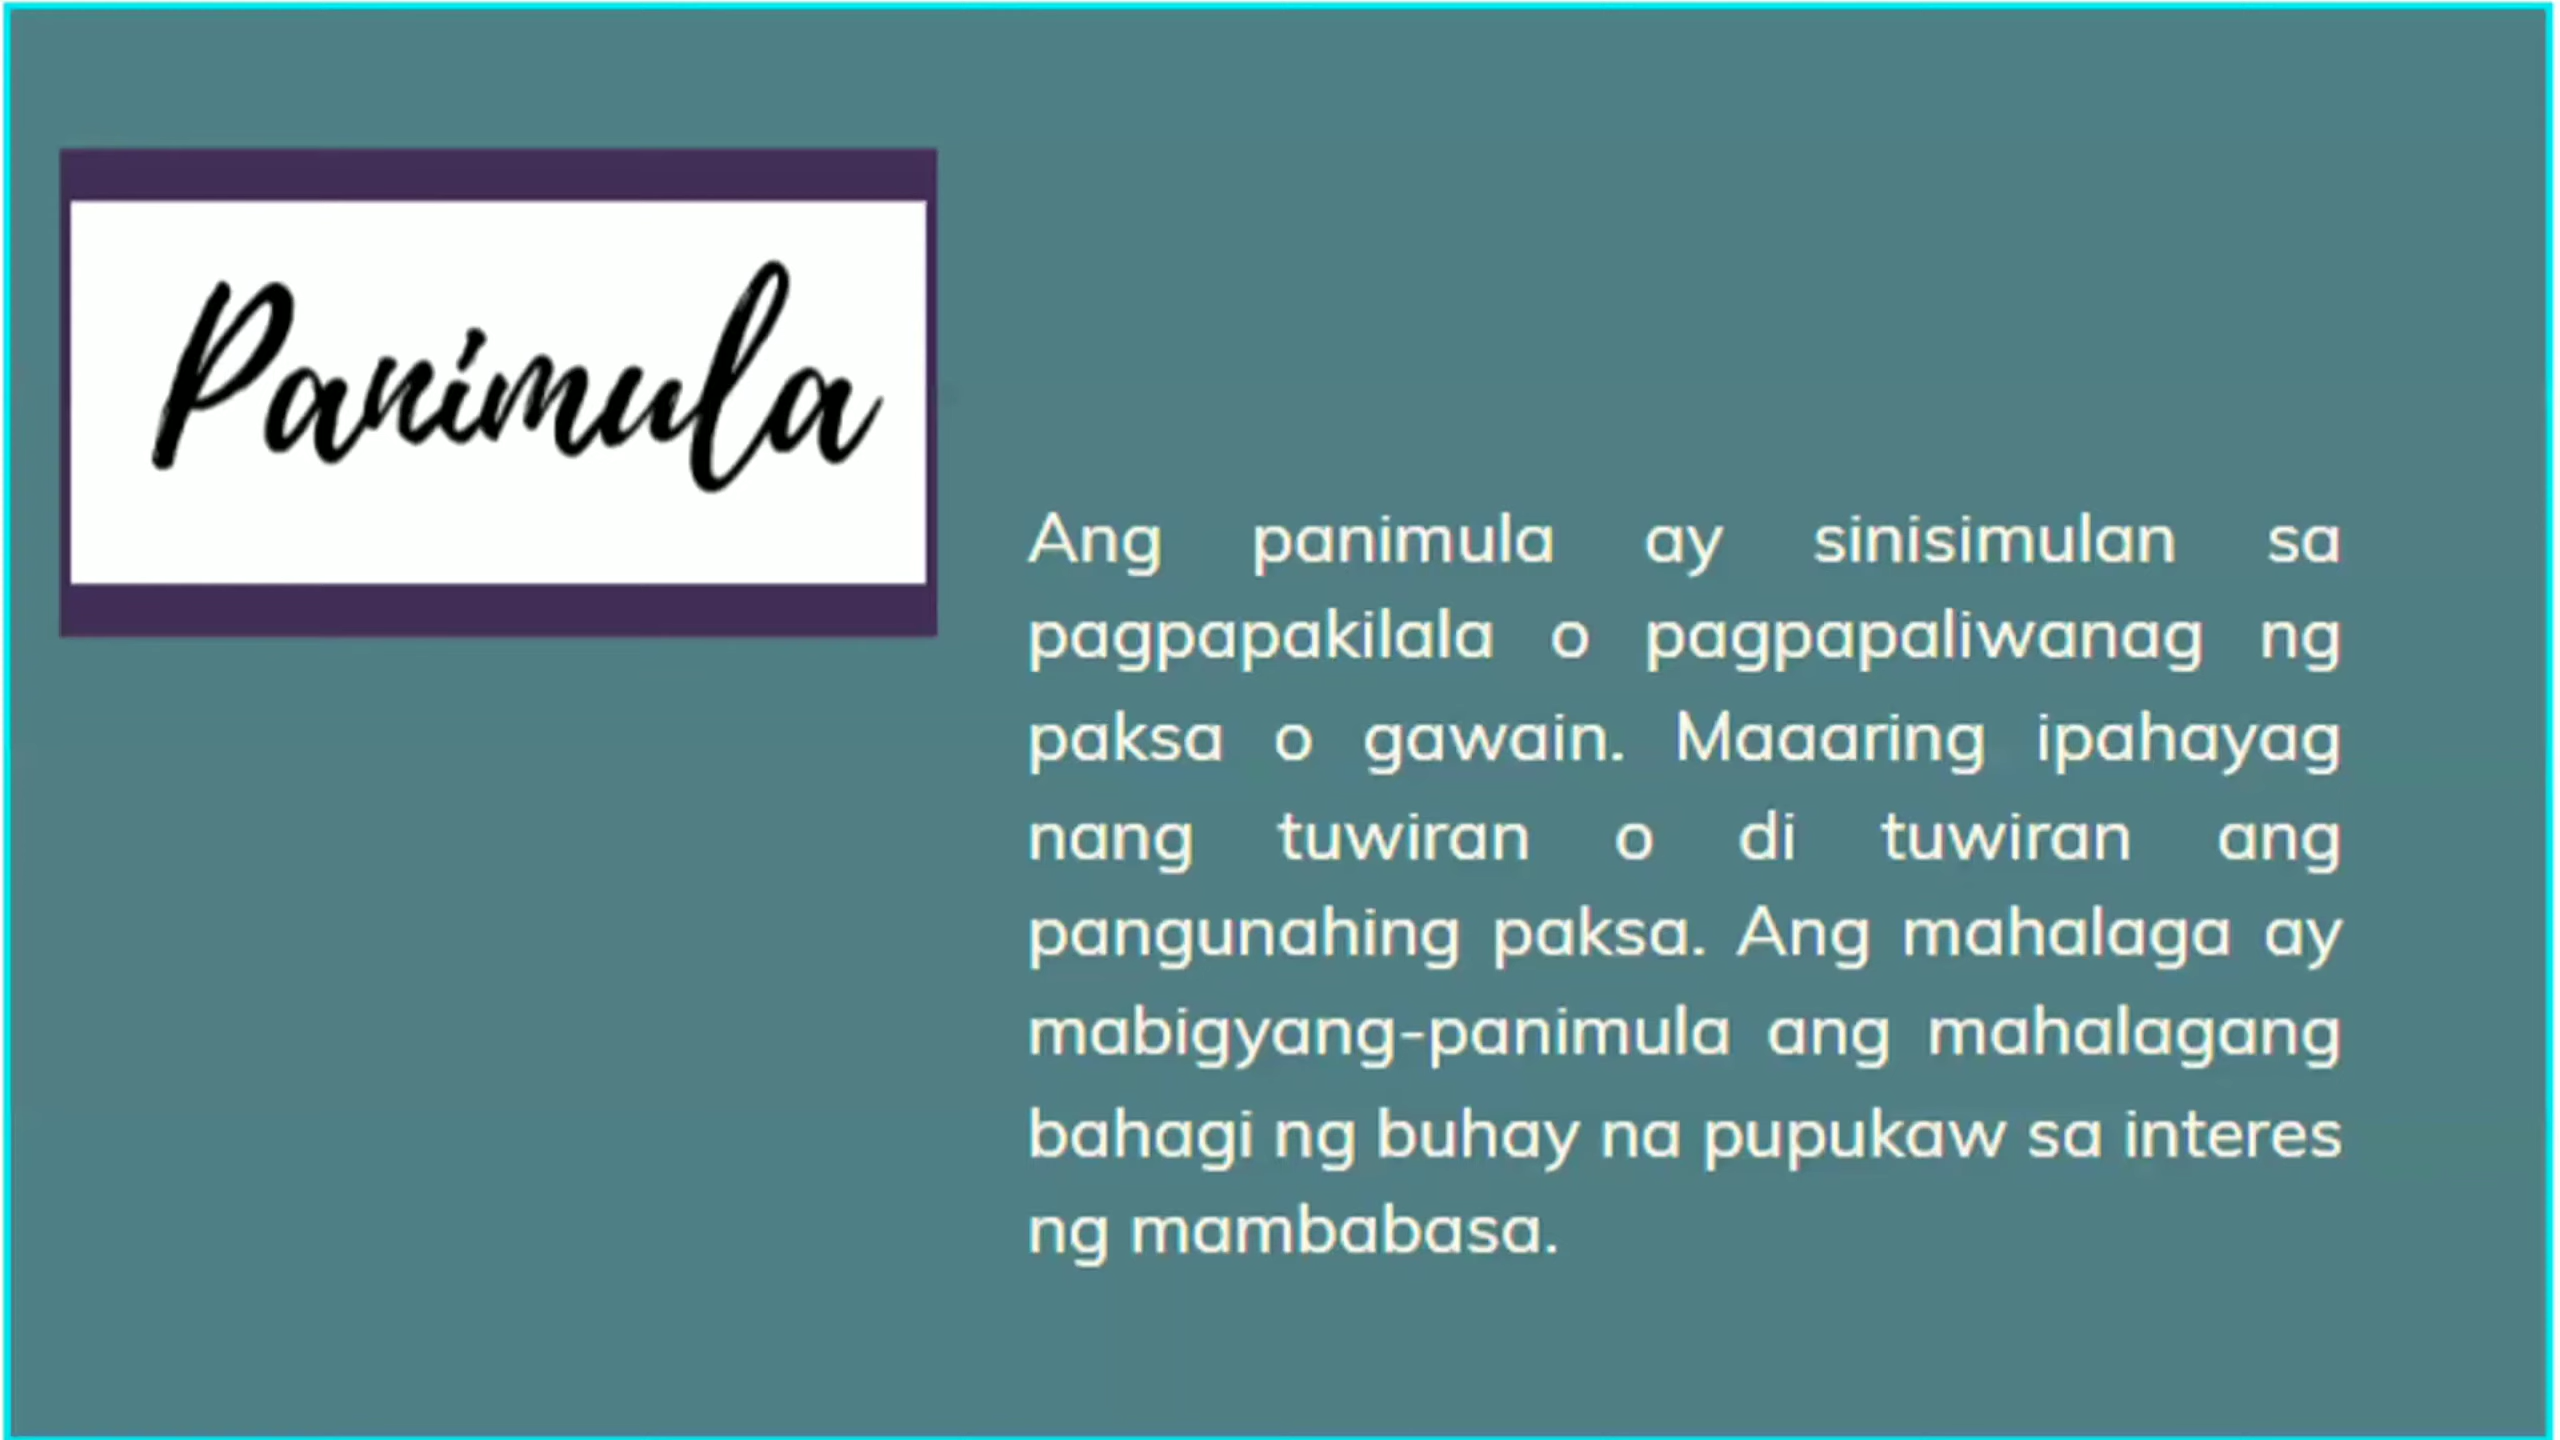 Panimula
Ang panimula ay sinisimulan sa
pagpapakilala o pagpapaliwanag ng
paksa o gawain. Maaaring ipahayag
nang tuwiran o di tuwiran ang
pangunahing paksa. Ang mahalaga ay
mabigyang-panimula ang mahalagang
bahagi ng buhay na pupukaw sa interes
ng mambabasa.